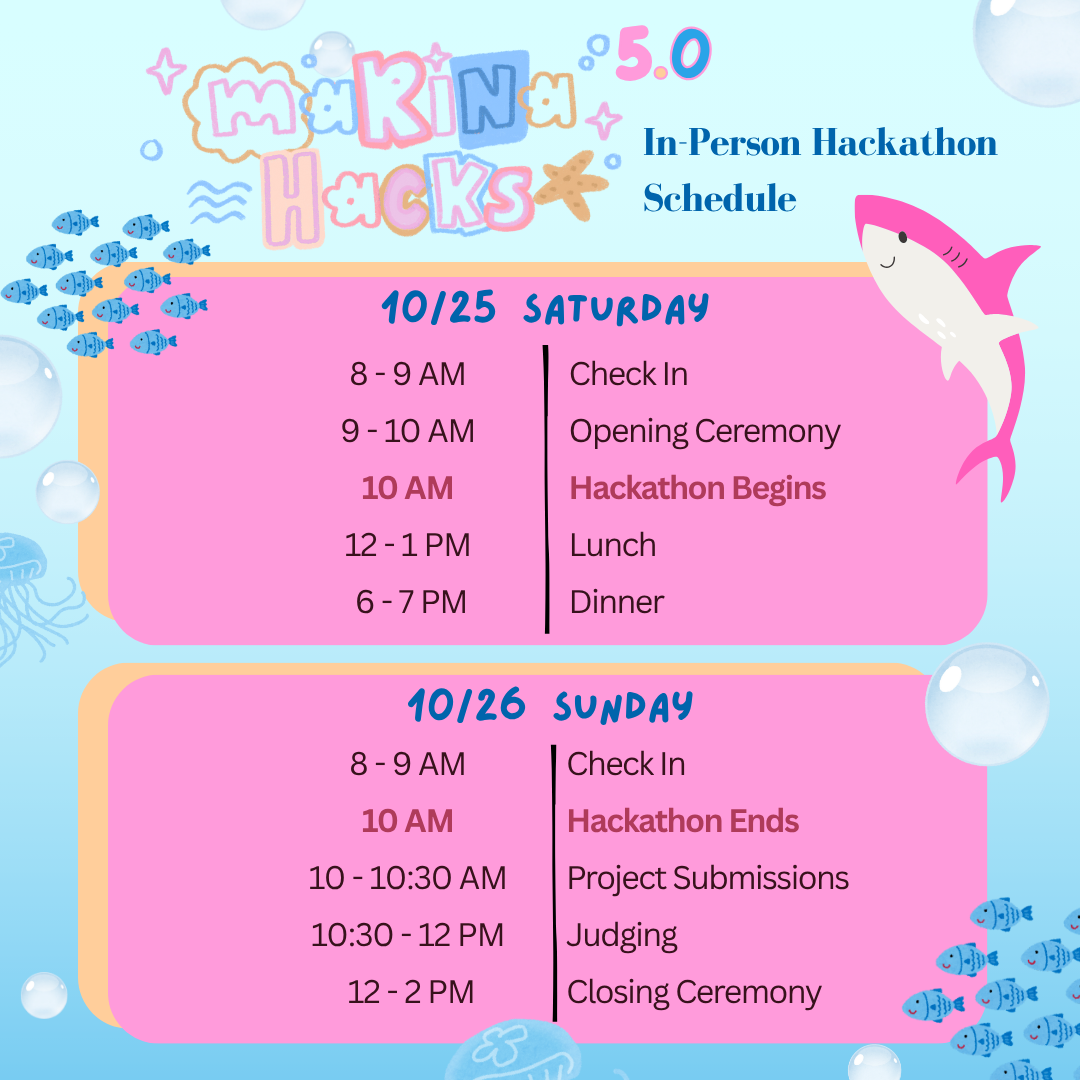 makina
Hacks
5.0
In-Person Hackathon
Schedule
10/25 SATURDAY
8 - 9 AM Check In
9 - 10 AM Opening Ceremony
10 AM Hackathon Begins
12 - 1 PM Lunch
6 - 7 PM Dinner
10/26 SUNDAY
8 - 9 AM Check In
10 AM Hackathon Ends
10 - 10:30 AM Project Submissions
10:30 - 12 PM Judging
12 - 2 PM Closing Ceremony